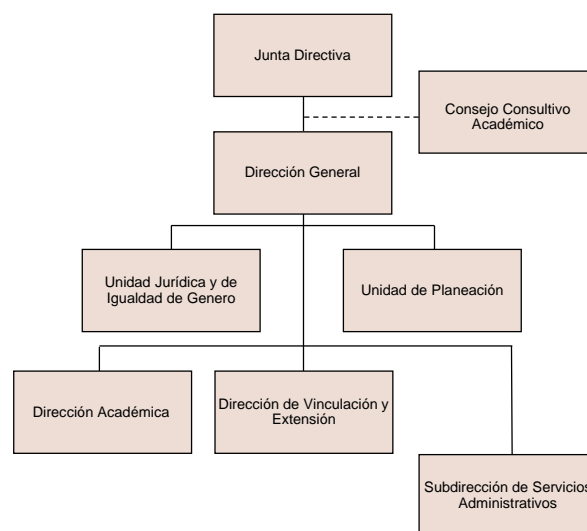 Junta Directiva
Consejo Consultivo
Académico
Dirección General
Unidad Jurídica y de
Igualdad de Genero
Unidad de Planeación
Dirección Académica
Dirección de Vinculación y
Extensión
Subdirección de Servicios
Administrativos